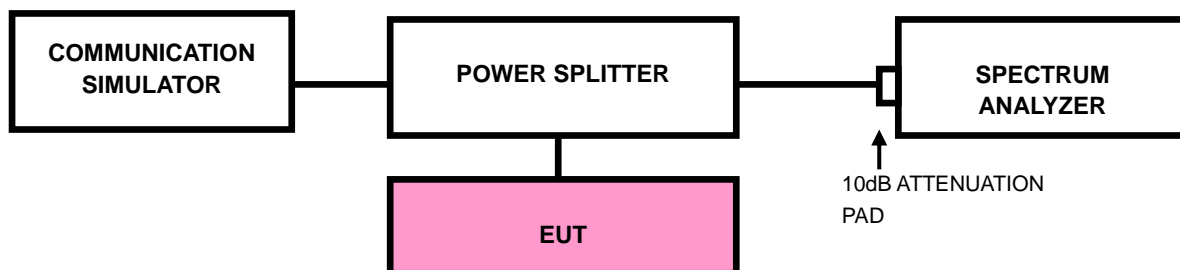 COMMUNICATION
SIMULATOR
POWER SPLITTER
SPECTRUM
ANALYZER
10dB ATTENUATION
PAD
EUT